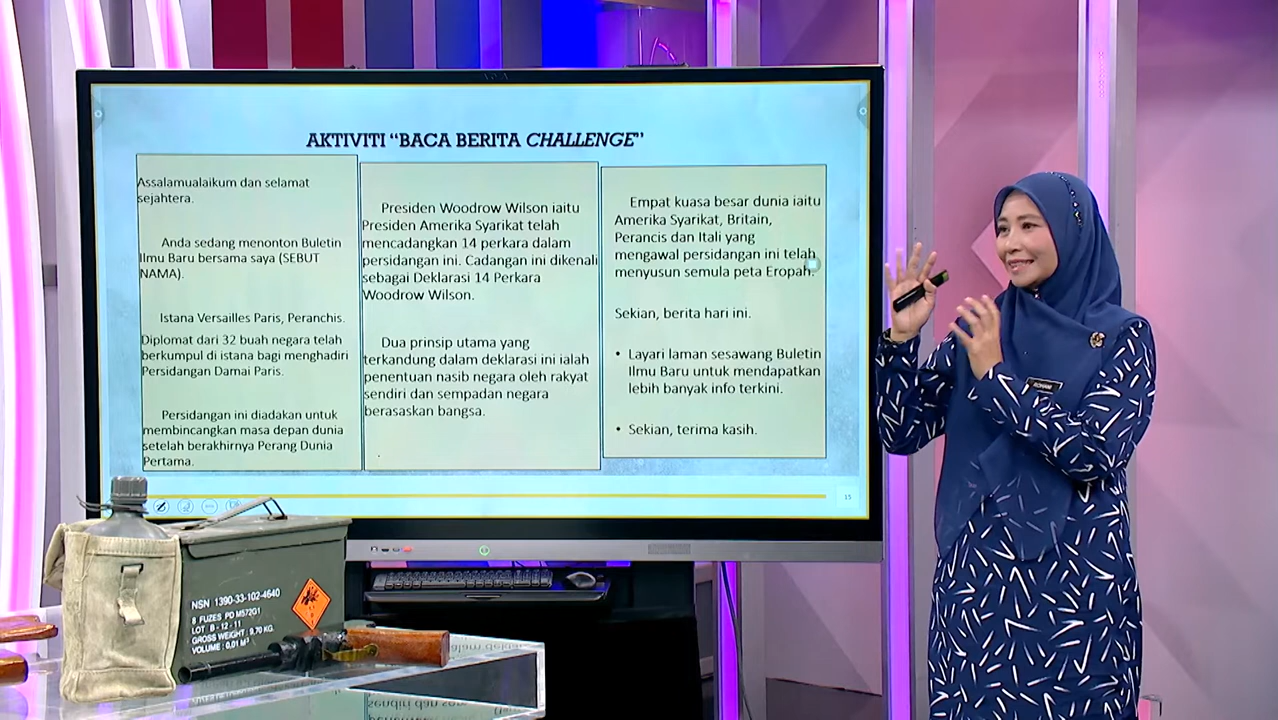 AKTIVITI “BACA BERITA CHALLENGE”
Assalamualaikum dan selamat
sejahtera.
Anda sedang menonton Buletin
Ilmu Baru bersama saya (SEBUT
NAMA).
Istana Versailles Paris, Peranchis.
Diplomat dari 32 buah negara telah
berkumpul di istana bagi menghadiri
Persidangan Damai Paris.
Persidangan ini diadakan untuk
membincangkan masa depan dunia
setelah berakhirnya Perang Dunia
Pertama.
Presiden Woodrow Wilson iaitu
Presiden Amerika Syarikat telah
mencadangkan 14 perkara dalam
persidangan ini. Cadangan ini dikenali
sebagai Deklarasi 14 Perkara
Woodrow Wilson.
Dua prinsip utama yang
terkandung dalam deklarasi ini ialah
penentuan nasib negara oleh rakyat
sendiri dan sempadan negara
berasaskan bangsa.
Empat kuasa besar dunia iaitu
Amerika Syarikat, Britain,
Perancis dan Itali yang
mengawal persidangan ini telah
menyusun semula peta Eropah.
Sekian, berita hari ini.
• Layari laman sesawang Buletin
Ilmu Baru untuk mendapatkan
lebih banyak info terkini.
• Sekian, terima kasih.
15
NSN 1390-33-102-4640
8 FUZES PD M572G1
LOT : B - 12 - 11
GROSS WEIGHT : 9.70 KG.
VOLUME : 0.01 M³
ROHANI